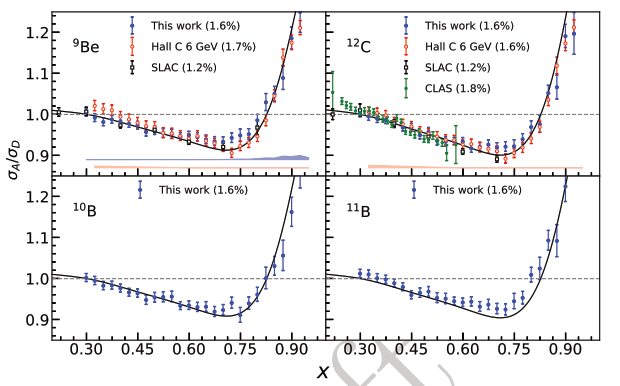 ⁹Be
This work (1.6%)
Hall C 6 GeV (1.7%)
SLAC (1.2%)
¹²C
This work (1.6%)
Hall C 6 GeV (1.6%)
SLAC (1.2%)
CLAS (1.8%)
1.2
1.1
1.0
0.9
σA/σD
¹⁰B
This work (1.6%)
¹¹B
This work (1.6%)
1.2
1.1
1.0
0.9
0.30 0.45 0.60 0.75 0.90 0.30 0.45 0.60 0.75 0.90
x